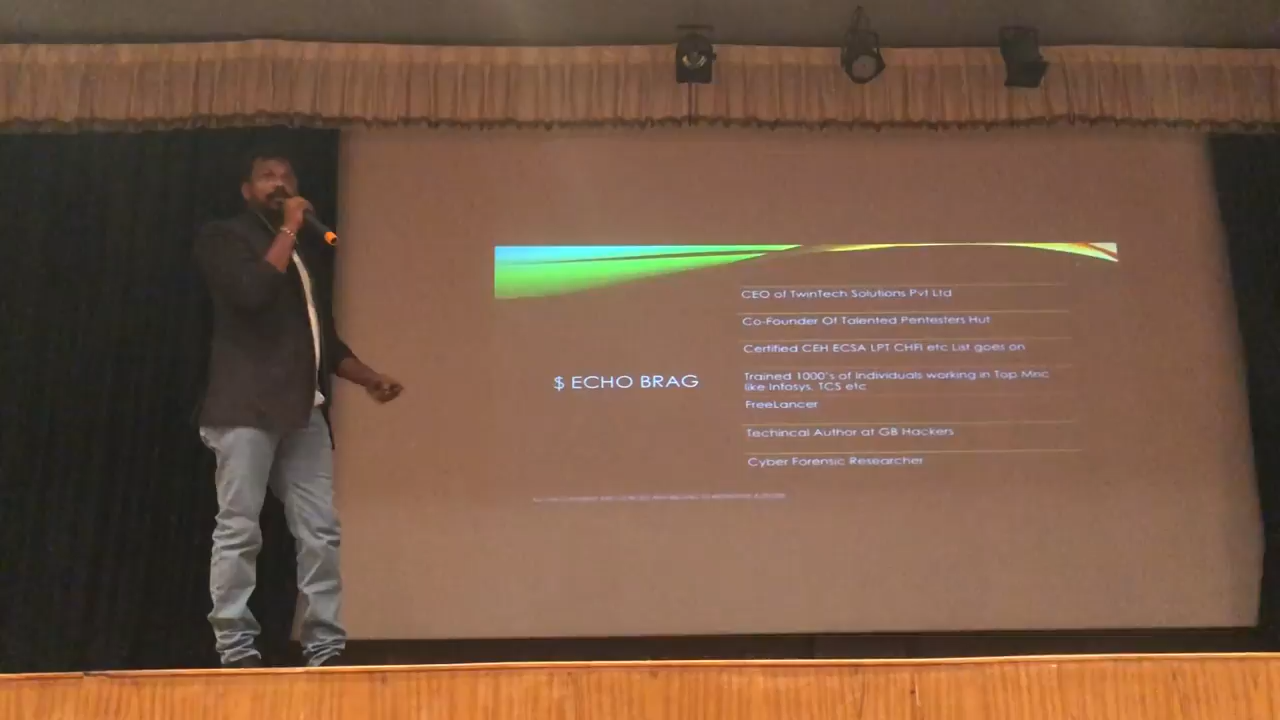 $ ECHO BRAG
CEO of TwinTech Solutions Pvt Ltd
Co-Founder Of Talented Pentesters Hut
Certified CEH ECSA LPT CHFI etc List goes on
Trained 1000's of Individuals working in Top Mnc
like Infosys, TCS etc
FreeLancer
Techincal Author at GB Hackers
Cyber Forensic Researcher